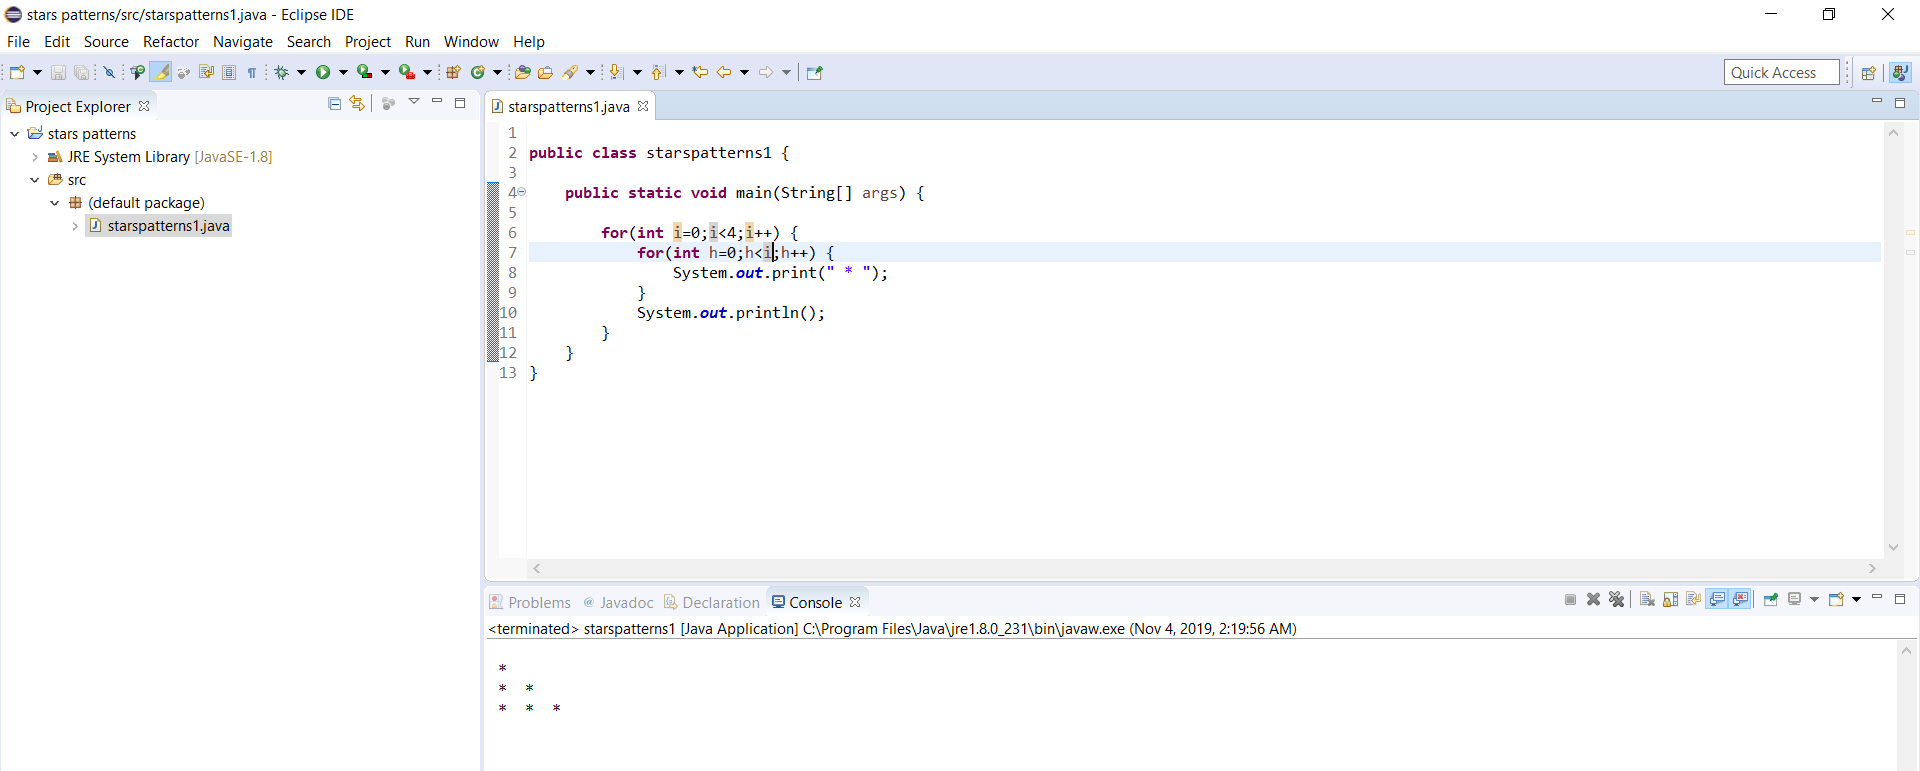 stars patterns/src/starspatterns1.java - Eclipse IDE
File Edit Source Refactor Navigate Search Project Run Window Help
Quick Access
Project Explorer
stars patterns
JRE System Library [JavaSE-1.8]
src
(default package)
starspatterns1.java
starspatterns1.java
1
2 public class starspatterns1 {
3
4     public static void main(String[] args) {
5
6         for(int i=0;i<4;i++) {
7             for(int h=0;h<i;h++) {
8                 System.out.print(" * ");
9             }
10             System.out.println();
11         }
12     }
13 }
Problems @ Javadoc Declaration Console
<terminated> starspatterns1 [Java Application] C:\Program Files\Java\jre1.8.0_231\bin\javaw.exe (Nov 4, 2019, 2:19:56 AM)
 *
 *  *
 *  *  *